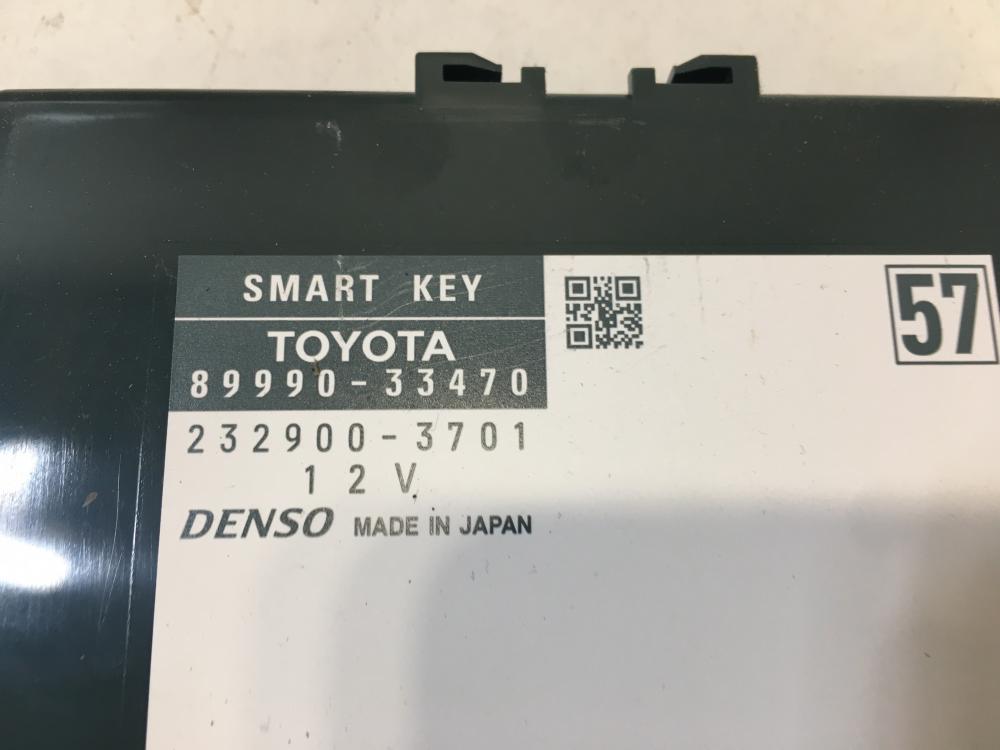 SMART KEY
57
TOYOTA
89990-33470
232900-3701
12V
DENSO MADE IN JAPAN